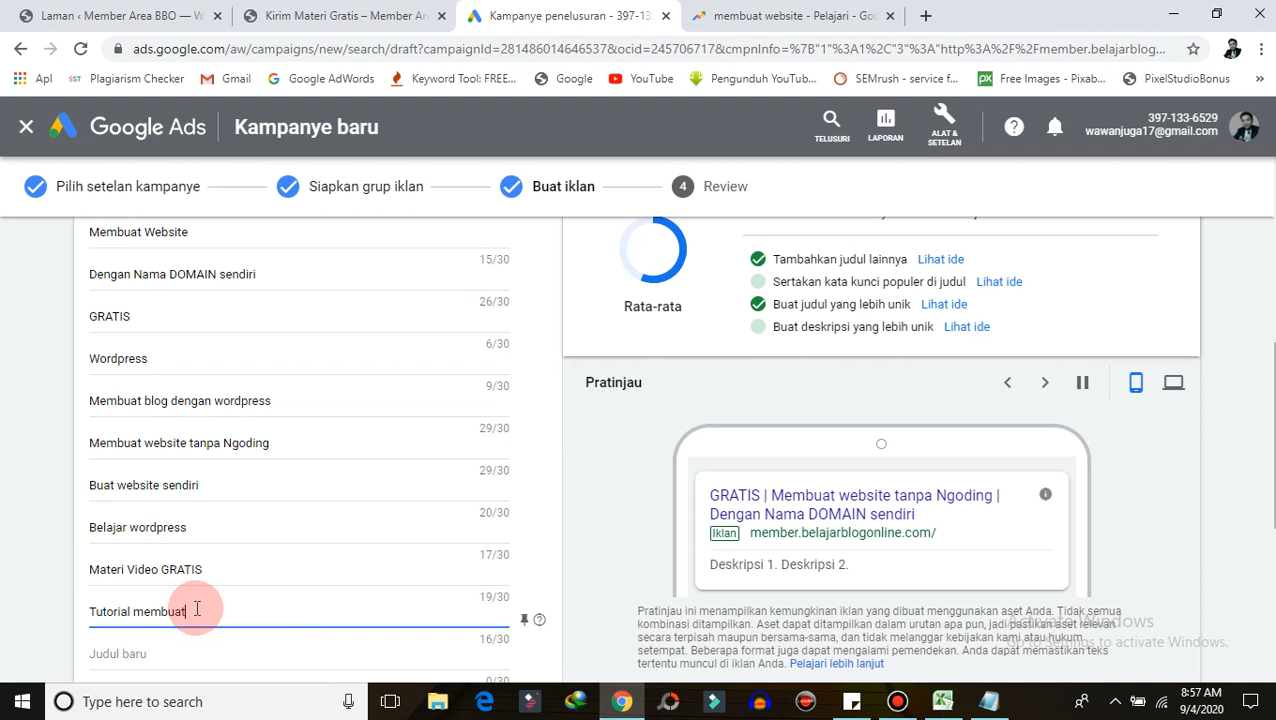 Laman ‹ Member Area BBO — W
Kirim Materi Gratis – Member Ar
Kampanye penelusuran - 397-13
membuat website - Pelajari - Goo
ads.google.com/aw/campaigns/new/search/draft?campaignId=281486014646537&ocid=245706717&cmpnInfo=%7B"1"%3A1%2C"3"%3A"http%3A%2F%2Fmember.belajarblog...
Apl
SST Plagiarism Checker
Gmail
Google AdWords
Keyword Tool: FREE...
Google
YouTube
Pengunduh YouTub...
SEMrush - service f...
px Free Images - Pixab...
PixelStudioBonus
»
Google Ads
Kampanye baru
TELUSURI
LAPORAN
ALAT &
SETELAN
397-133-6529
wawanjuga17@gmail.com
Pilih setelan kampanye
Siapkan grup iklan
Buat iklan
4 Review
Membuat Website
15/30
Dengan Nama DOMAIN sendiri
26/30
GRATIS
6/30
Wordpress
9/30
Membuat blog dengan wordpress
29/30
Membuat website tanpa Ngoding
29/30
Buat website sendiri
20/30
Belajar wordpress
17/30
Materi Video GRATIS
19/30
Tutorial membuat
16/30
Judul baru
0/30
Rata-rata
Tambahkan judul lainnya Lihat ide
Sertakan kata kunci populer di judul Lihat ide
Buat judul yang lebih unik Lihat ide
Buat deskripsi yang lebih unik Lihat ide
Pratinjau
GRATIS | Membuat website tanpa Ngoding |
Dengan Nama DOMAIN sendiri
Iklan member.belajarblogonline.com/
Deskripsi 1. Deskripsi 2.
Pratinjau ini menampilkan kemungkinan iklan yang dibuat menggunakan aset Anda. Tidak semua
kombinasi ditampilkan. Aset dapat ditampilkan dalam urutan apa pun, jadi pastikan aset relevan
secara terpisah maupun bersama-sama, dan tidak melanggar kebijakan kami atau hukum
setempat. Beberapa format juga dapat mengalami pemendekan. Anda dapat memastikan teks
tertentu muncul di iklan Anda. Pelajari lebih lanjut
Activate Windows
Go to Settings to activate Windows.
Type here to search
8:57 AM
9/4/2020